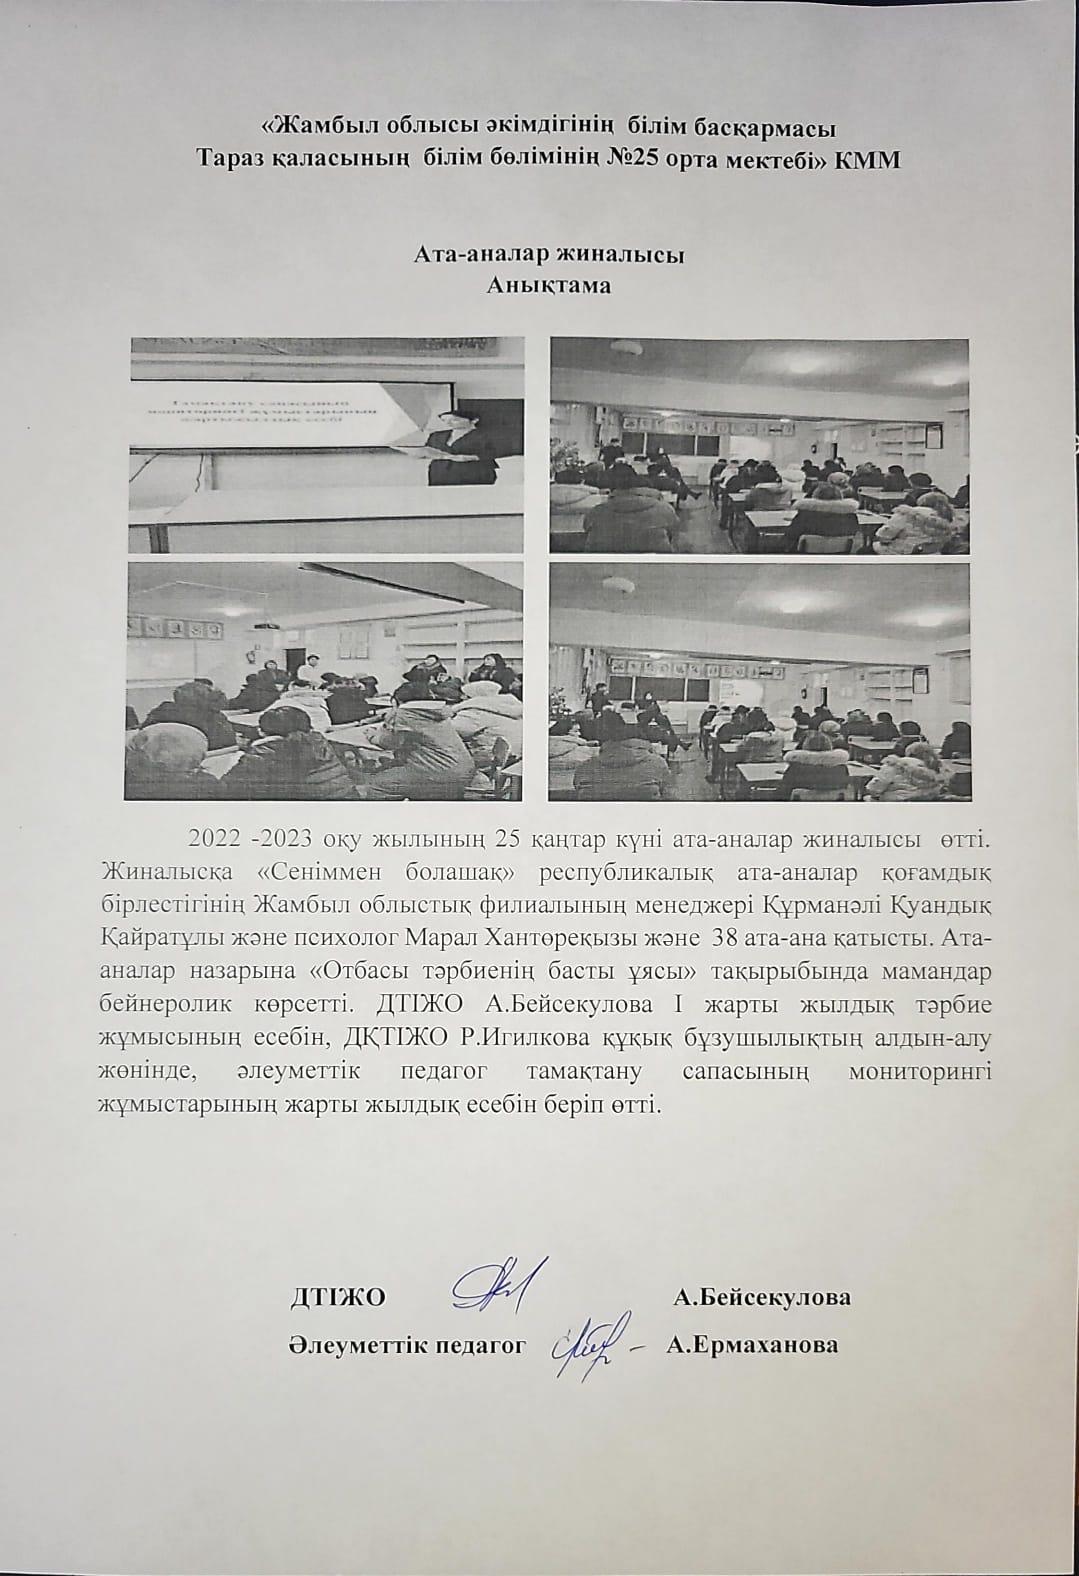 «Жамбыл облысы әкімдігінің білім басқармасы
Тараз қаласының білім бөлімінің №25 орта мектебі» КММ
Ата-аналар жиналысы
Анықтама
2022 -2023 оқу жылының 25 қаңтар күні ата-аналар жиналысы өтті.
Жиналысқа «Сеніммен болашақ» республикалық ата-аналар қоғамдық
бірлестігінің Жамбыл облыстық филиалының менеджері Құрманәлі Қуандық
Қайратұлы және психолог Марал Хантөреқызы және 38 ата-ана қатысты. Ата-
аналар назарына «Отбасы тәрбиенің басты ұясы» тақырыбында мамандар
бейнеролик көрсетті. ДТІЖО А.Бейсекулова І жарты жылдық тәрбие
жұмысының есебін, ДҚТІЖО Р.Игилкова құқық бұзушылықтың алдын-алу
жөнінде, әлеуметтік педагог тамақтану сапасының мониторингі
жұмыстарының жарты жылдық есебін беріп өтті.
ДТІЖО А.Бейсекулова
Әлеуметтік педагог А.Ермаханова